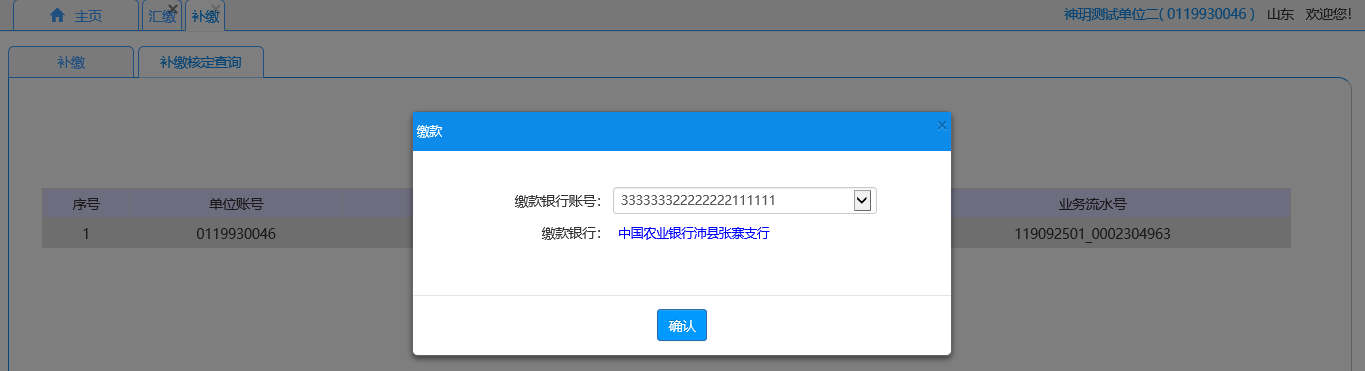 主页 汇缴 补缴 神玥测试单位二( 0119930046 ) 山东 欢迎您!
补缴 补缴核定查询
缴款
缴款银行账号： 333333322222222111111
序号 单位账号 业务流水号
缴款银行： 中国农业银行沛县张寨支行
1 0119930046 119092501_0002304963
确认